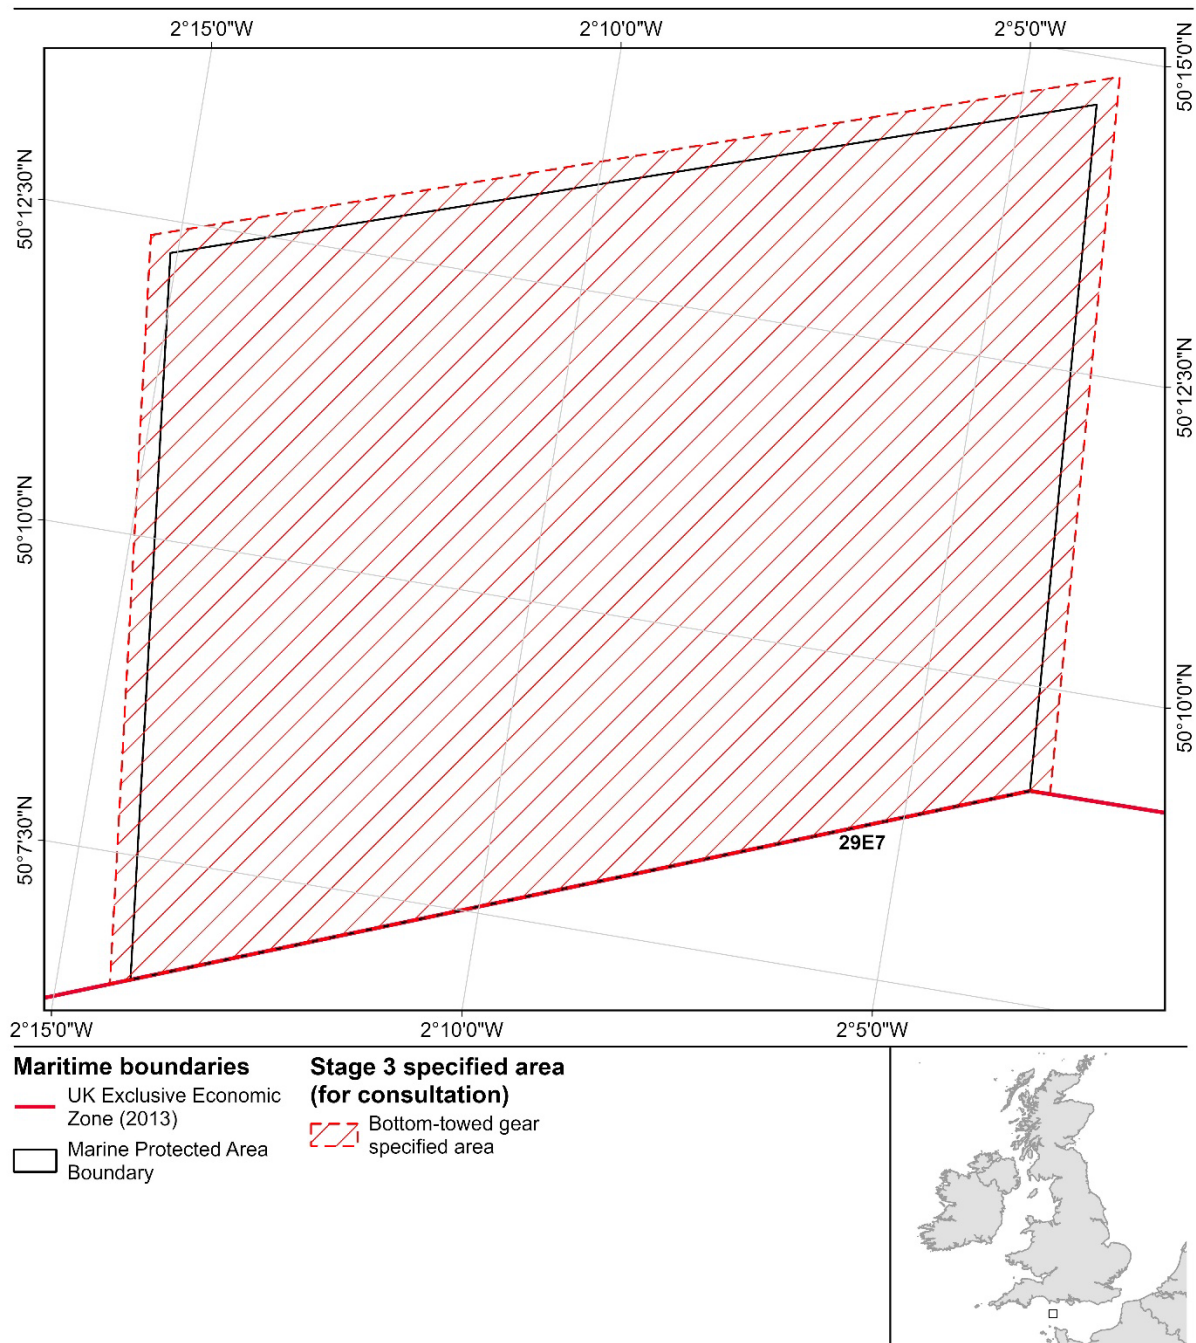 2°15'0"W
2°10'0"W
2°5'0"W
50°15'0"N
50°12'30"N
50°12'30"N
50°10'0"N
50°10'0"N
50°7'30"N
29E7
2°15'0"W
2°10'0"W
2°5'0"W
Maritime boundaries
UK Exclusive Economic
Zone (2013)
Marine Protected Area
Boundary
Stage 3 specified area
(for consultation)
Bottom-towed gear
specified area